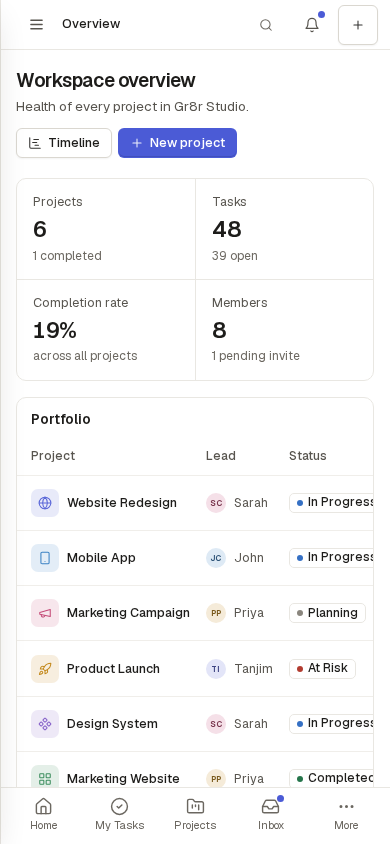 Overview
Workspace overview
Health of every project in Gr8r Studio.
Timeline
New project
Projects
Tasks
6
48
1 completed
39 open
Completion rate
Members
19%
8
across all projects
1 pending invite
Portfolio
Project Lead Status
Website Redesign SC Sarah In Progress
Mobile App JC John In Progress
Marketing Campaign PP Priya Planning
Product Launch TI Tanjim At Risk
Design System SC Sarah In Progress
Marketing Website PP Priya Completed
Home My Tasks Projects Inbox More